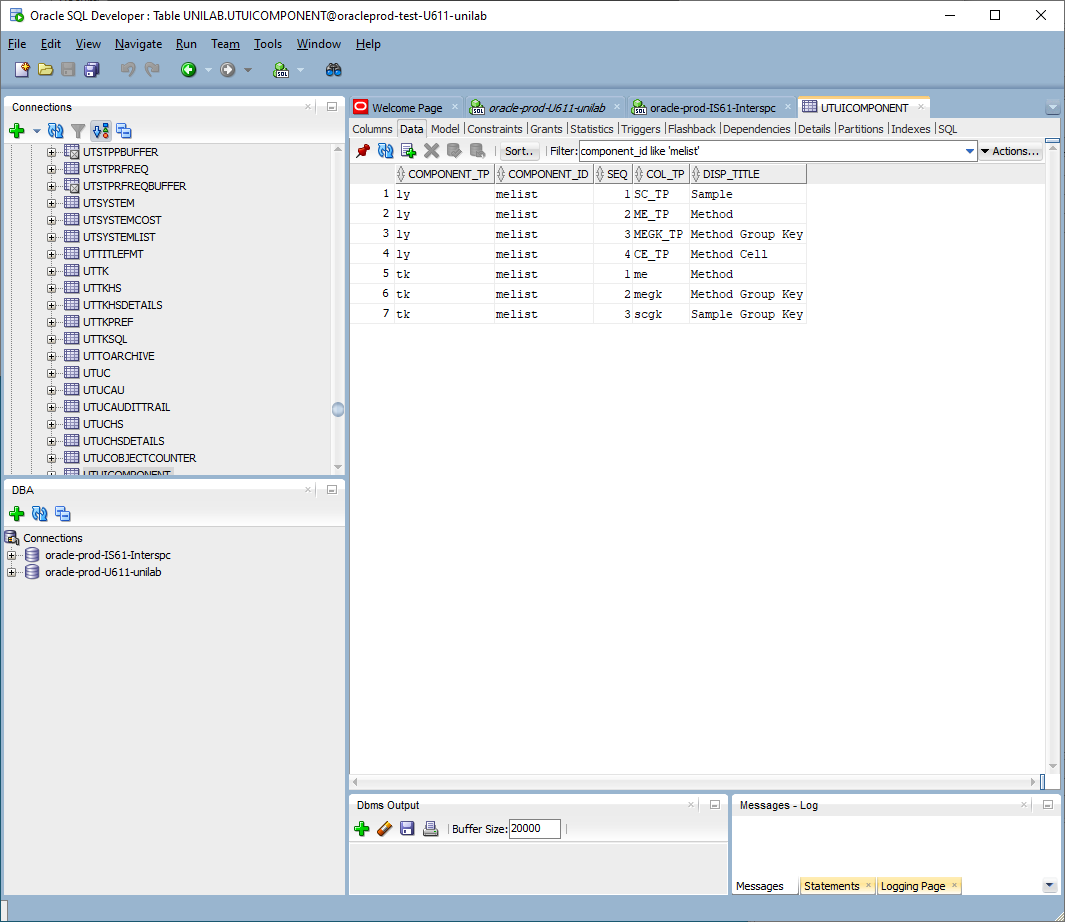 Oracle SQL Developer : Table UNILAB.UTUICOMPONENT@oracleprod-test-U611-unilab
File Edit View Navigate Run Team Tools Window Help
Connections
UTSTPPBUFFER
UTSTPRFREQ
UTSTPRFREQBUFFER
UTSYSTEM
UTSYSTEMCOST
UTSYSTEMLIST
UTTITLEFMT
UTTK
UTTKHS
UTTKHSDETAILS
UTTKPREF
UTTKSQL
UTTOARCHIVE
UTUC
UTUCAU
UTUCAUDITTRAIL
UTUCHS
UTUCHSDETAILS
UTUCOBJECTCOUNTER
UTUICOMPONENT
DBA
Connections
oracle-prod-IS61-Interspc
oracle-prod-U611-unilab
Welcome Page oracle-prod-U611-unilab oracle-prod-IS61-Interspc UTUICOMPONENT
Columns Data Model Constraints Grants Statistics Triggers Flashback Dependencies Details Partitions Indexes SQL
Sort.. Filter: component_id like 'melist' Actions...
COMPONENT_TP COMPONENT_ID SEQ COL_TP DISP_TITLE
1 ly melist 1 SC_TP Sample
2 ly melist 2 ME_TP Method
3 ly melist 3 MEGK_TP Method Group Key
4 ly melist 4 CE_TP Method Cell
5 tk melist 1 me Method
6 tk melist 2 megk Method Group Key
7 tk melist 3 scgk Sample Group Key
Dbms Output
Buffer Size: 20000
Messages - Log
Messages Statements Logging Page